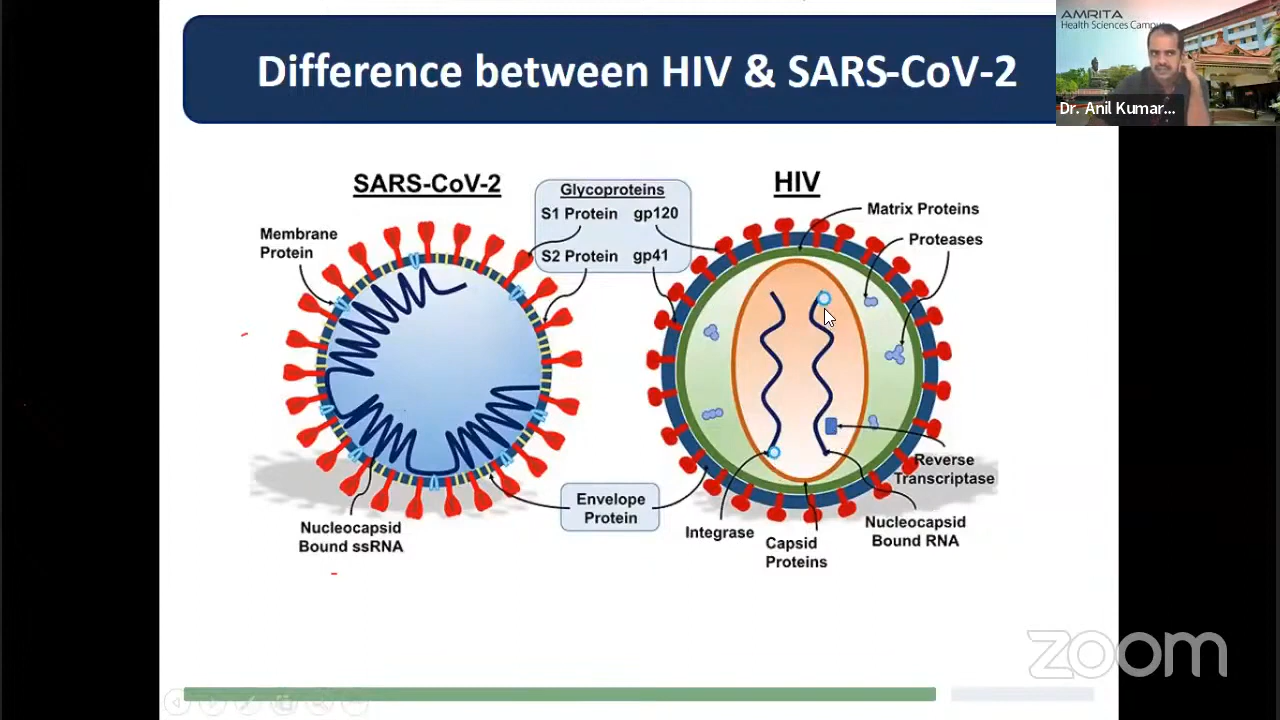 AMRITA
Health Sciences Campus
Dr. Anil Kumar...
Difference between HIV & SARS-CoV-2
SARS-CoV-2
Glycoproteins
S1 Protein gp120
S2 Protein gp41
HIV
Membrane
Protein
Matrix Proteins
Proteases
Nucleocapsid
Bound ssRNA
Envelope
Protein
Integrase
Capsid
Proteins
Reverse
Transcriptase
Nucleocapsid
Bound RNA
zoom